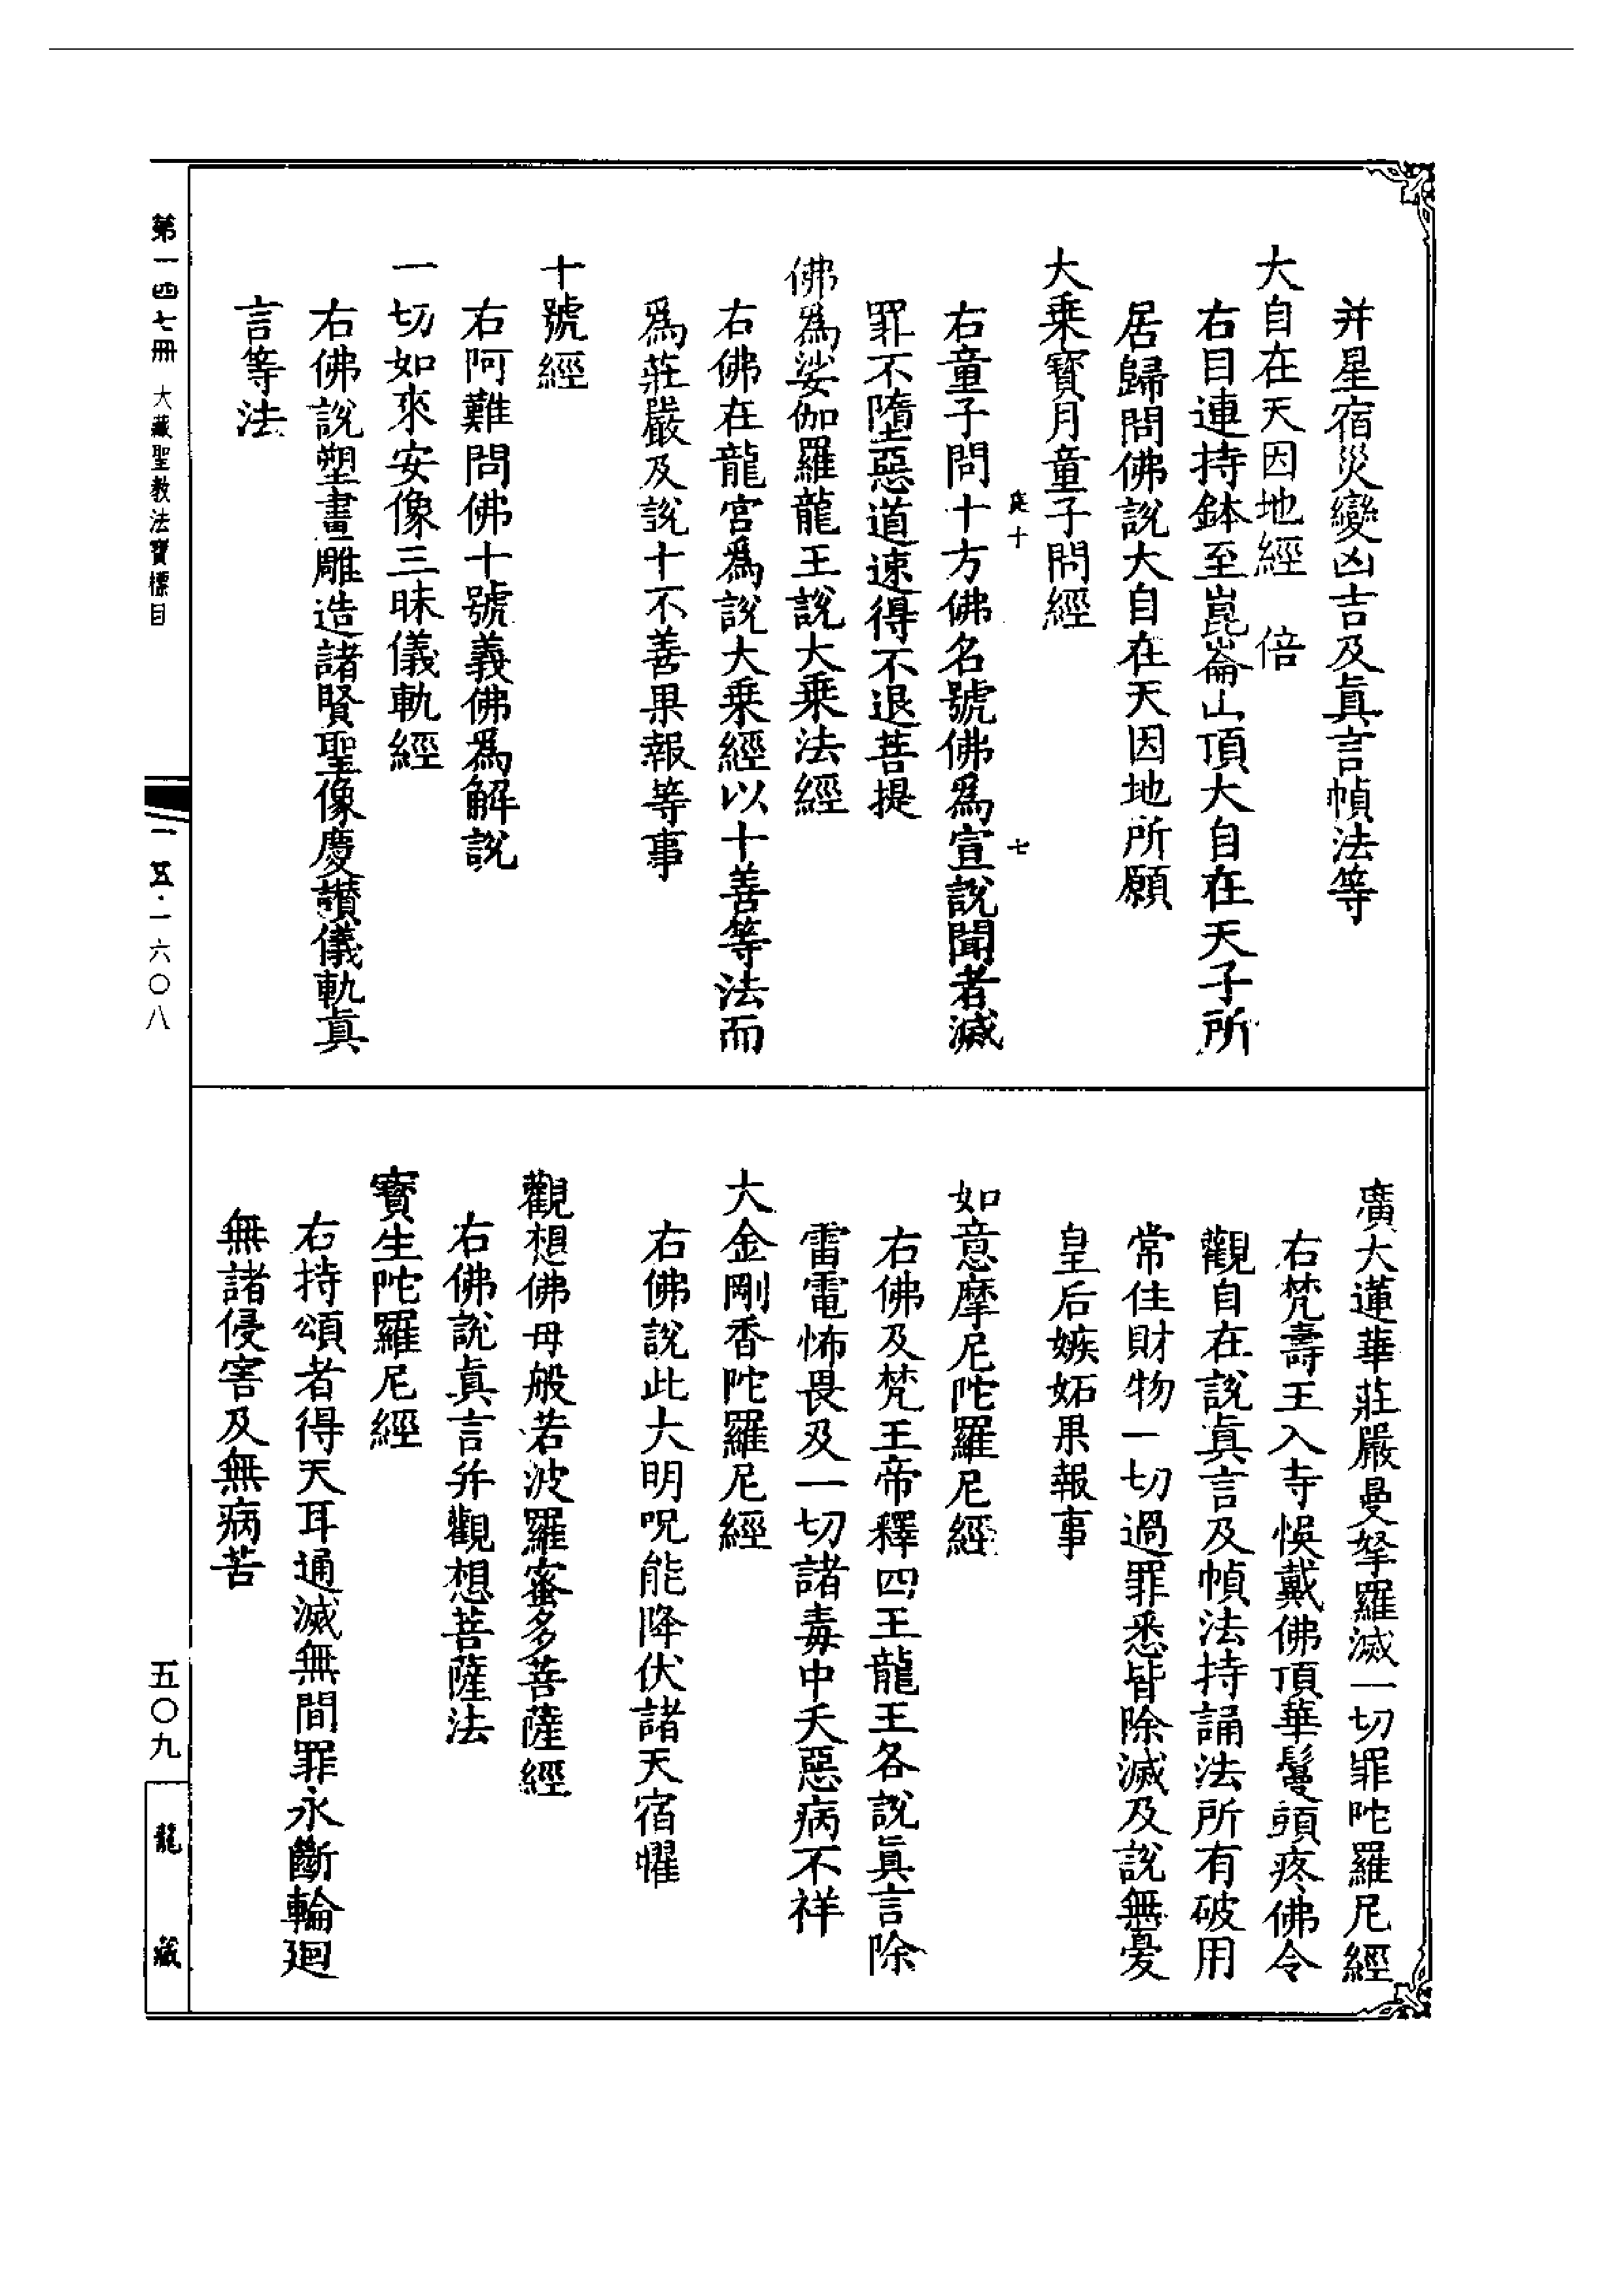 并星宿災變凶吉及眞言幀法等
大自在天因地經　倍
右目連持鉢至崑崙山頂大自在天子所
居歸問佛說大自在天因地所願
大乘寶月童子問經
十　七
右童子問十方佛名號佛爲宣說聞者滅
罪不墮惡道速得不退菩提
佛爲娑伽羅龍王說大乘法經
右佛在龍宮爲說大乘經以十善等法而
爲莊嚴及說十不善果報等事
十號經
右阿難問佛十號義佛爲解說
一切如來安像三昧儀軌經
右佛說塑畫雕造諸賢聖像慶讚儀軌眞
言等法
廣大蓮華莊嚴曼拏羅滅一切罪陀羅尼經
右梵壽王入寺悞戴佛頂華鬘頭疼佛令
觀自在說眞言及幀法持誦法所有破用
常住財物一切過罪悉皆除滅及說無憂
皇后嫉妬果報事
如意摩尼陀羅尼經
右佛及梵王帝釋四王龍王各說眞言除
雷電怖畏及一切諸毒中夭惡病不祥
大金剛香陀羅尼經
右佛說此大明呪能降伏諸天宿曜
觀想佛母般若波羅蜜多菩薩經
右佛說眞言并觀想菩薩法
寶生陀羅尼經
右持頌者得天耳通滅無間罪永斷輪廻
無諸侵害及無病苦
第一四七冊　大藏聖教法寶標目
一五·一六〇八
五〇九
龍藏